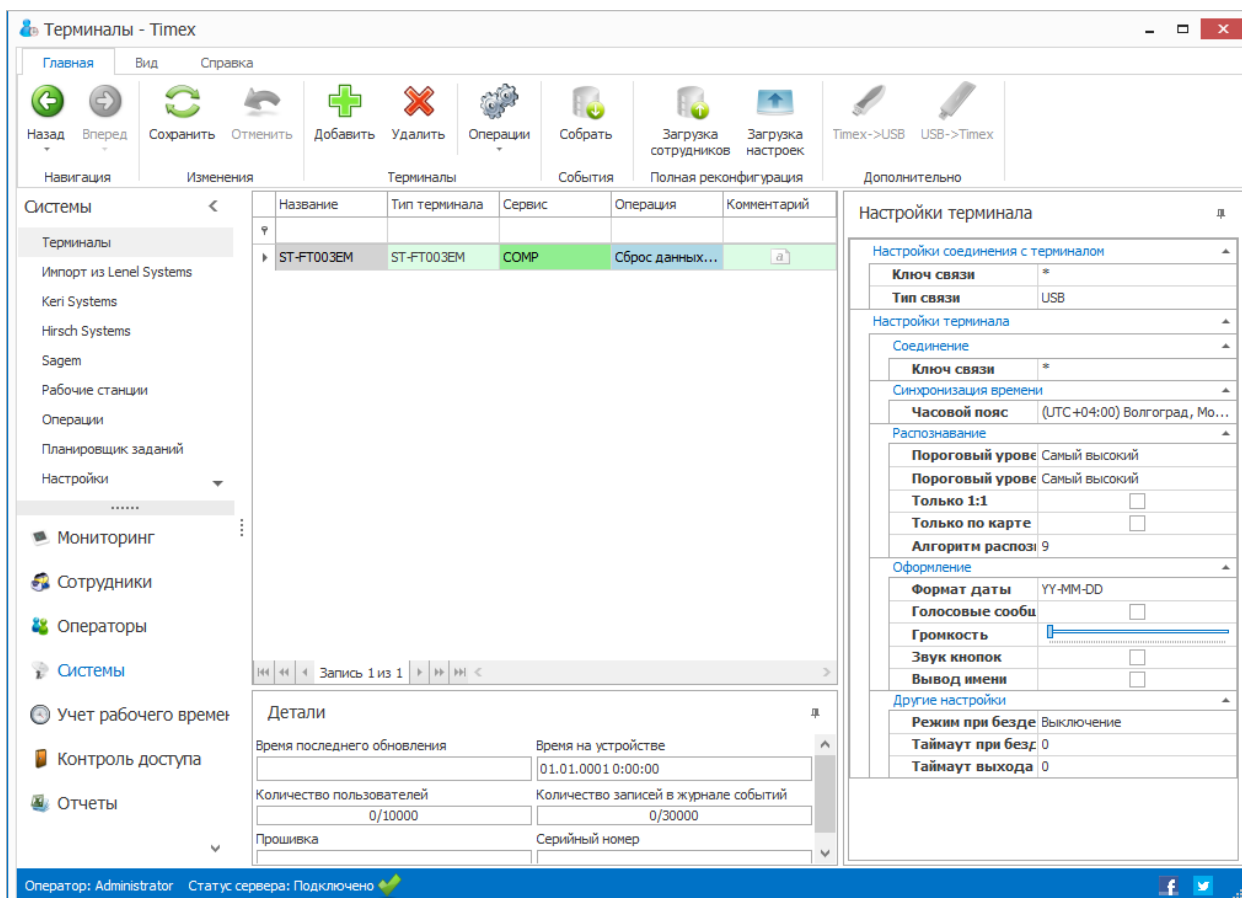 Терминалы - Timex
Главная Вид Справка
Назад Вперед Сохранить Отменить Добавить Удалить Операции Собрать Загрузка сотрудников Загрузка настроек Timex->USB USB->Timex
Навигация Изменения Терминалы События Полная реконфигурация Дополнительно
Системы
Терминалы
Импорт из Lenel Systems
Keri Systems
Hirsch Systems
Sagem
Рабочие станции
Операции
Планировщик заданий
Настройки
Мониторинг
Сотрудники
Операторы
Системы
Учет рабочего времен
Контроль доступа
Отчеты
Название Тип терминала Сервис Операция Комментарий
ST-FT003EM ST-FT003EM COMP Сброс данных... a
Запись 1 из 1
Детали
Время последнего обновления Время на устройстве
01.01.0001 0:00:00
Количество пользователей Количество записей в журнале событий
0/10000 0/30000
Прошивка Серийный номер
Настройки терминала
Настройки соединения с терминалом
Ключ связи *
Тип связи USB
Настройки терминала
Соединение
Ключ связи *
Синхронизация времени
Часовой пояс (UTC+04:00) Волгоград, Мо...
Распознавание
Пороговый урове Самый высокий
Пороговый урове Самый высокий
Только 1:1
Только по карте
Алгоритм распоз 9
Оформление
Формат даты YY-MM-DD
Голосовые сообщ
Громкость
Звук кнопок
Вывод имени
Другие настройки
Режим при безде Выключение
Таймаут при безд 0
Таймаут выхода 0
Оператор: Administrator Статус сервера: Подключено